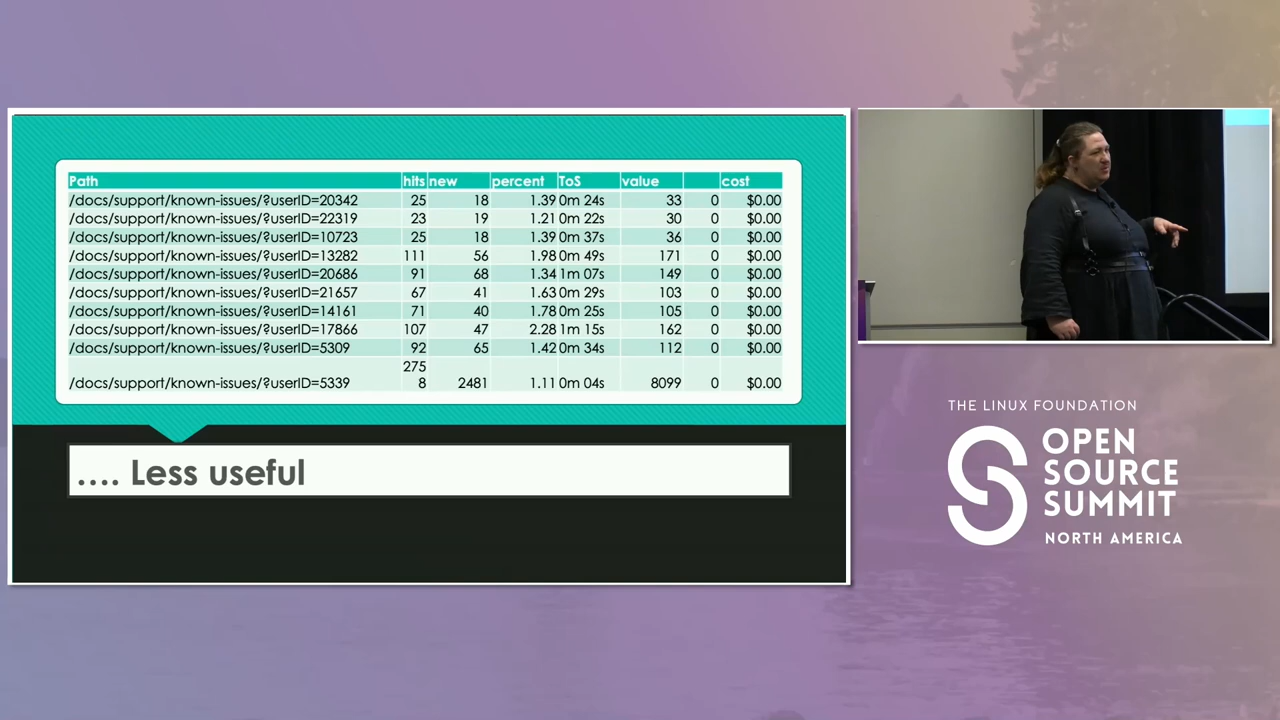 Path hits new percent ToS value cost
/docs/support/known-issues/?userID=20342 25 18 1.39 0m 24s 33 0 $0.00
/docs/support/known-issues/?userID=22319 23 19 1.21 0m 22s 30 0 $0.00
/docs/support/known-issues/?userID=10723 25 18 1.39 0m 37s 36 0 $0.00
/docs/support/known-issues/?userID=13282 111 56 1.98 0m 49s 171 0 $0.00
/docs/support/known-issues/?userID=20686 91 68 1.34 1m 07s 149 0 $0.00
/docs/support/known-issues/?userID=21657 67 41 1.63 0m 29s 103 0 $0.00
/docs/support/known-issues/?userID=14161 71 40 1.78 0m 25s 105 0 $0.00
/docs/support/known-issues/?userID=17866 107 47 2.28 1m 15s 162 0 $0.00
/docs/support/known-issues/?userID=5309 92 65 1.42 0m 34s 112 0 $0.00
275
/docs/support/known-issues/?userID=5339 8 2481 1.11 0m 04s 8099 0 $0.00
.... Less useful
THE LINUX FOUNDATION
OPEN
SOURCE
SUMMIT
NORTH AMERICA